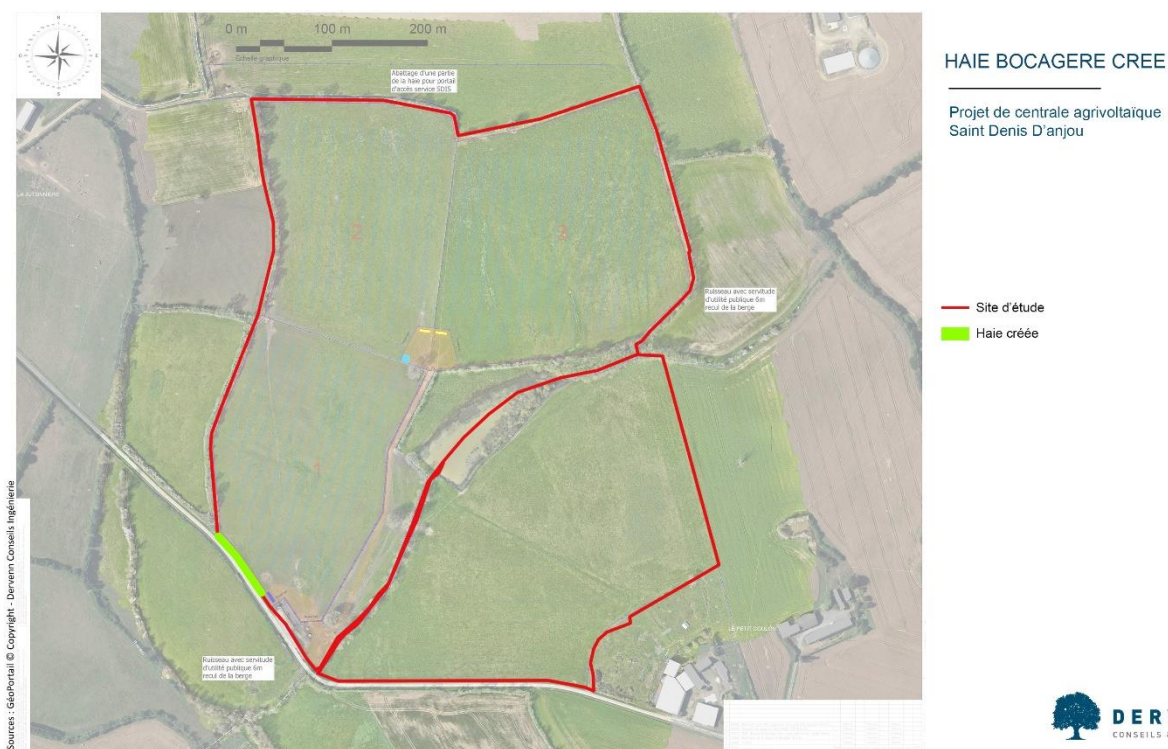 HAIE BOCAGERE CREE
Projet de centrale agrivoltaïque
Saint Denis D'anjou
Site d'étude
Haie créée
0 m 100 m 200 m
Echelle graphique
Abattage d'une partie
de la haie pour portail
d'accès service SDIS
2
3
1
Ruisseau avec servitude
d'utilité publique 6m
recul de la berge
Ruisseau avec servitude
d'utilité publique 6m
recul de la berge
Sources : GéoPortail © Copyright - Dervenn Conseils Ingénierie
DERV
CONSEILS &